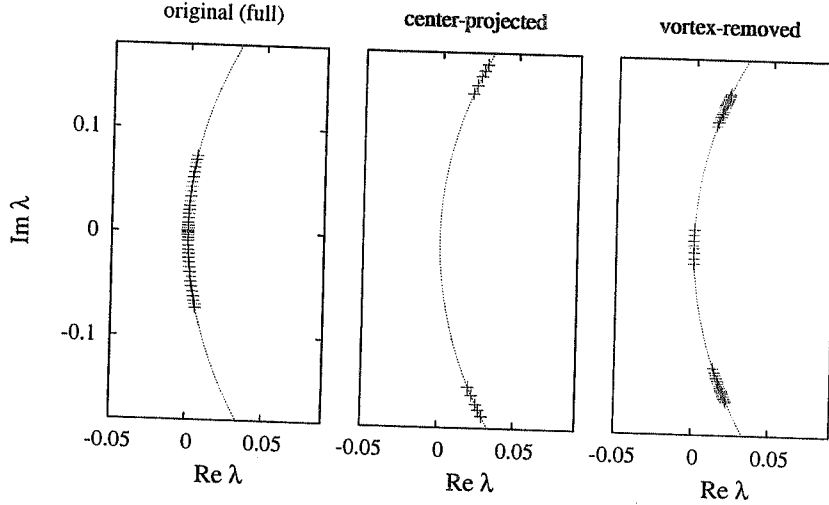 original (full)
center-projected
vortex-removed
Im λ
0.1
0
-0.1
-0.05
0
0.05
Re λ
-0.05
0
0.05
Re λ
-0.05
0
0.05
Re λ